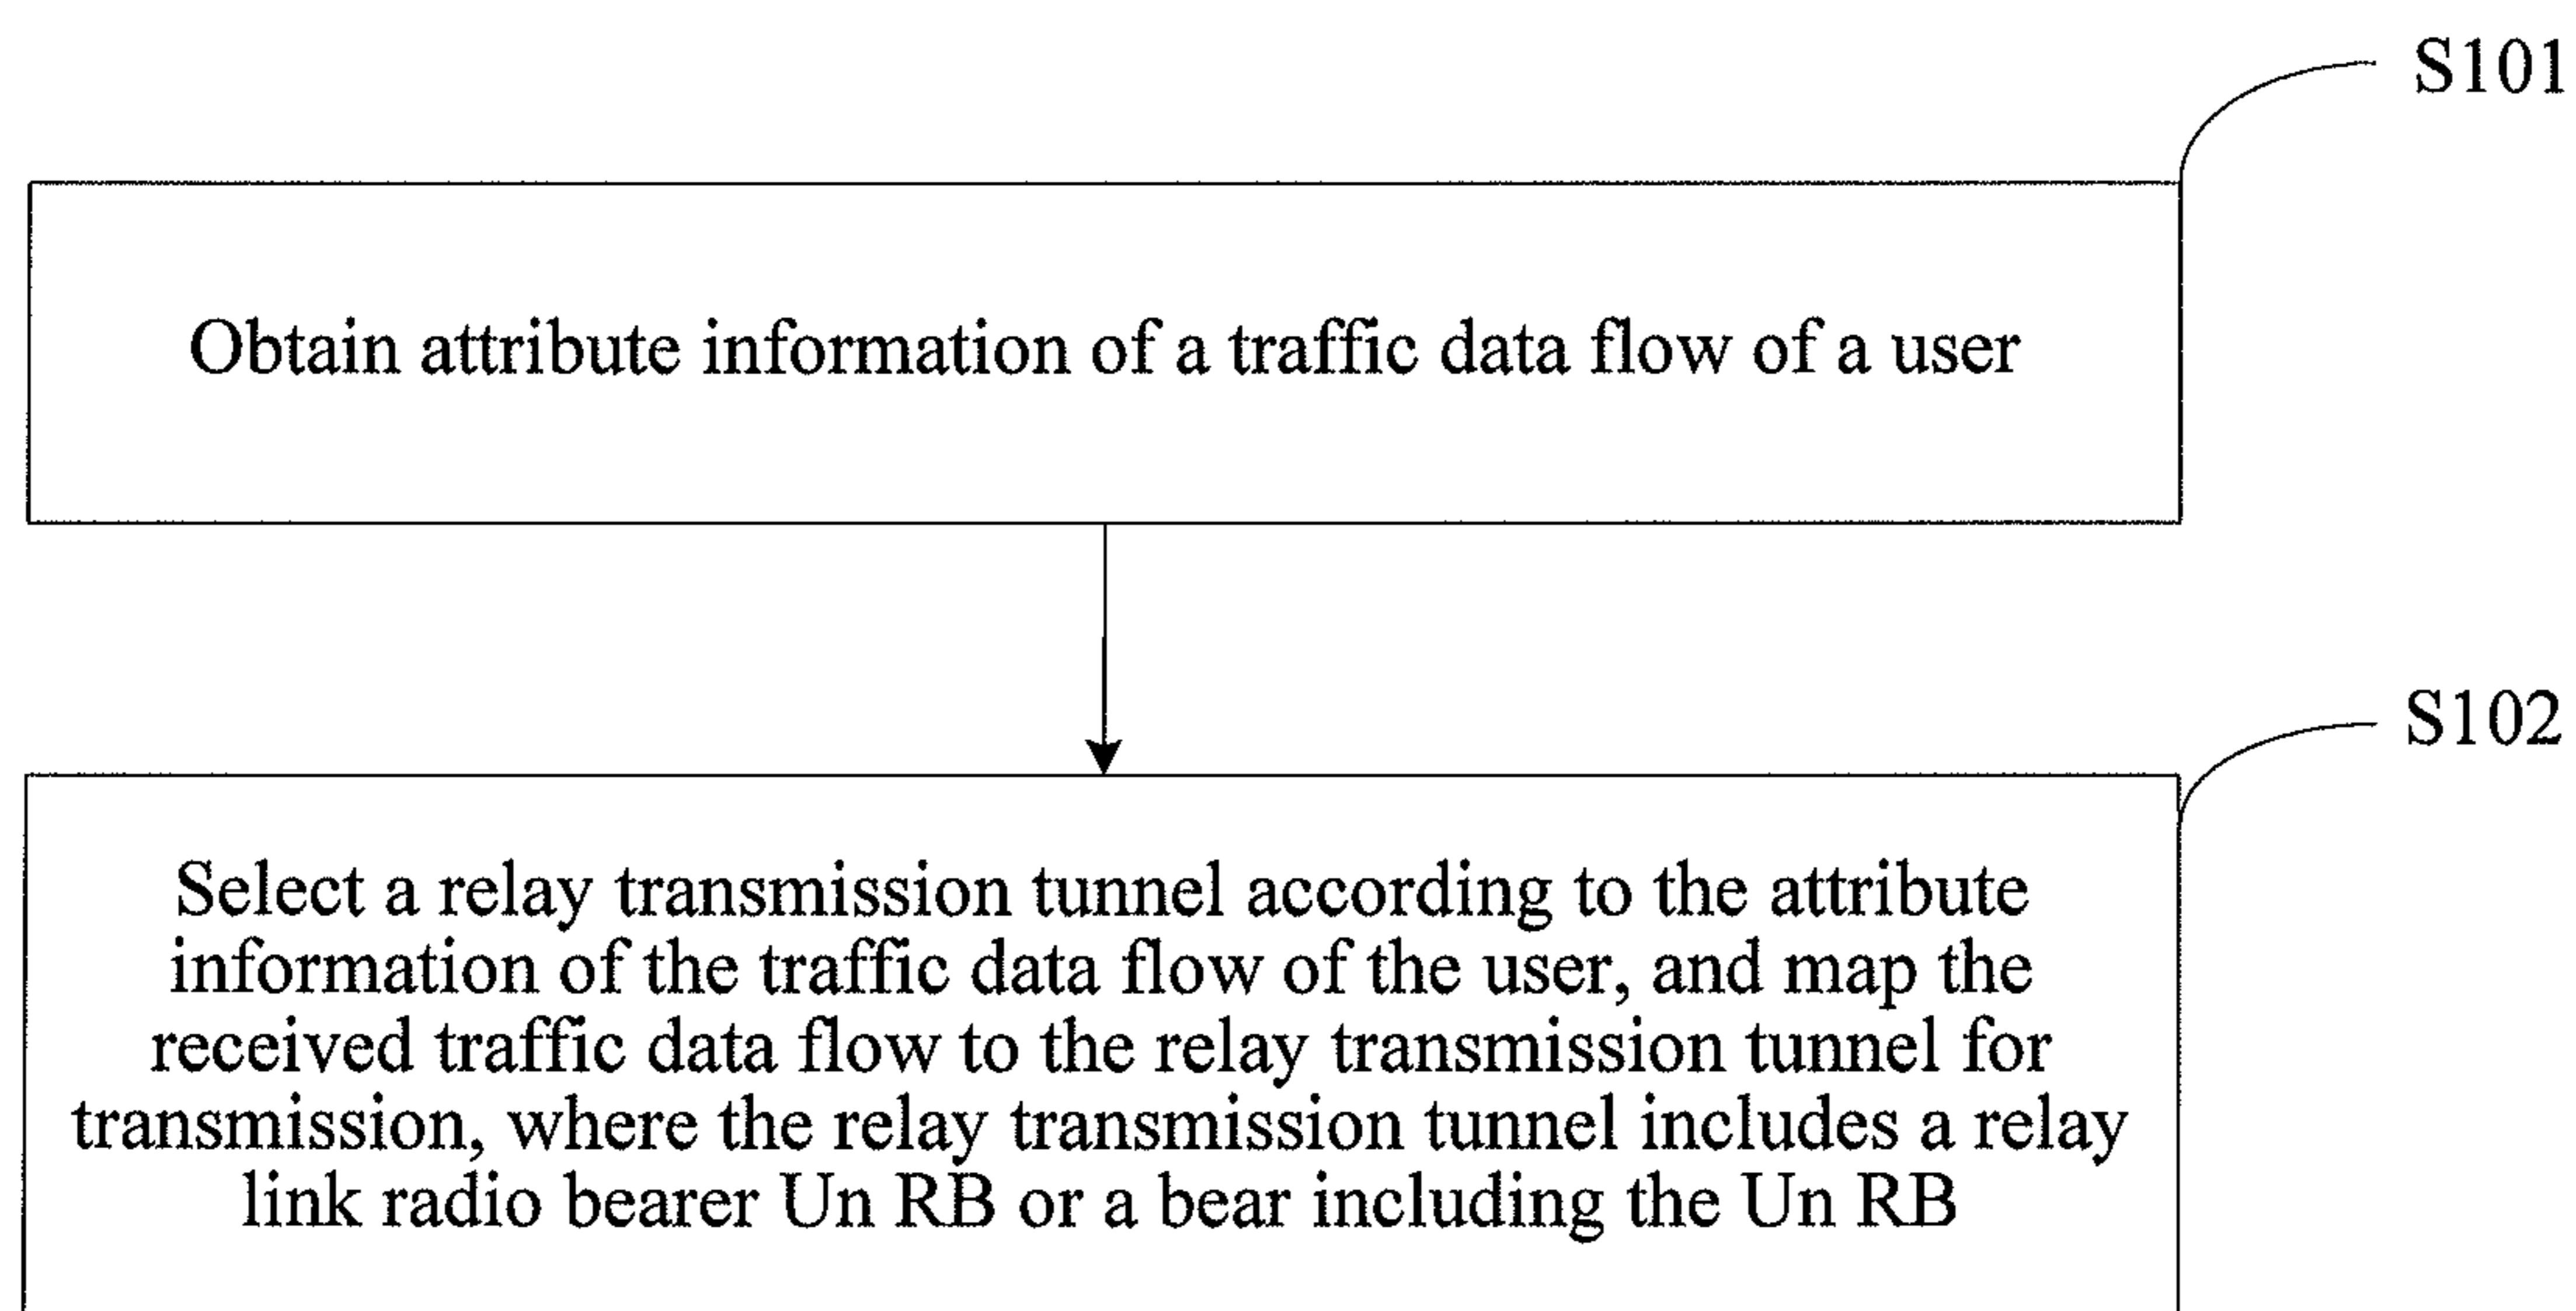 S101
Obtain attribute information of a traffic data flow of a user
S102
Select a relay transmission tunnel according to the attribute
information of the traffic data flow of the user, and map the
received traffic data flow to the relay transmission tunnel for
transmission, where the relay transmission tunnel includes a relay
link radio bearer Un RB or a bear including the Un RB